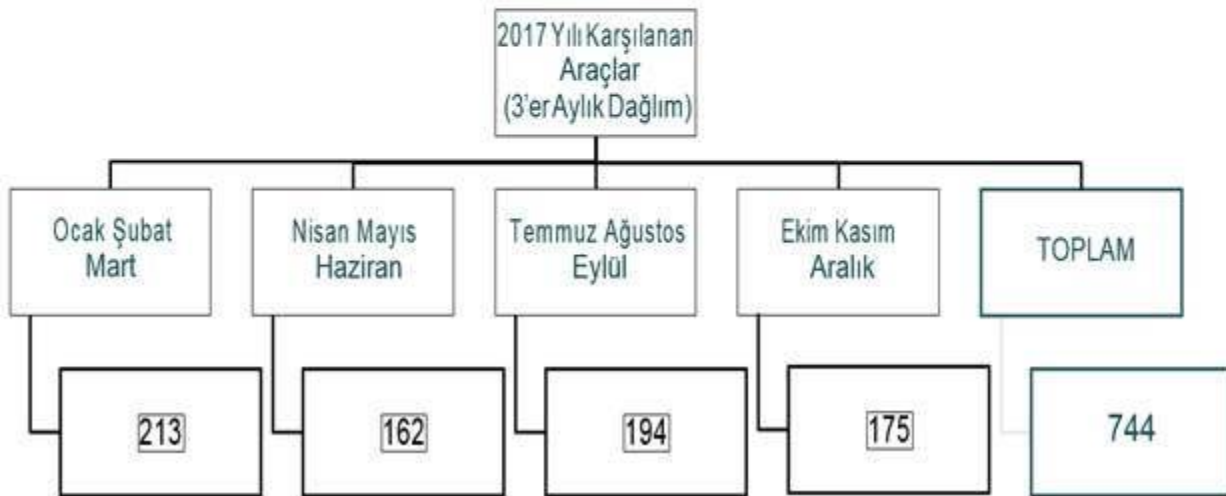 2017 Yılı Karşılanan
Araçlar
(3'er Aylık Dağlım)
Ocak Şubat
Mart
Nisan Mayıs
Haziran
Temmuz Ağustos
Eylül
Ekim Kasım
Aralık
TOPLAM
213
162
194
175
744